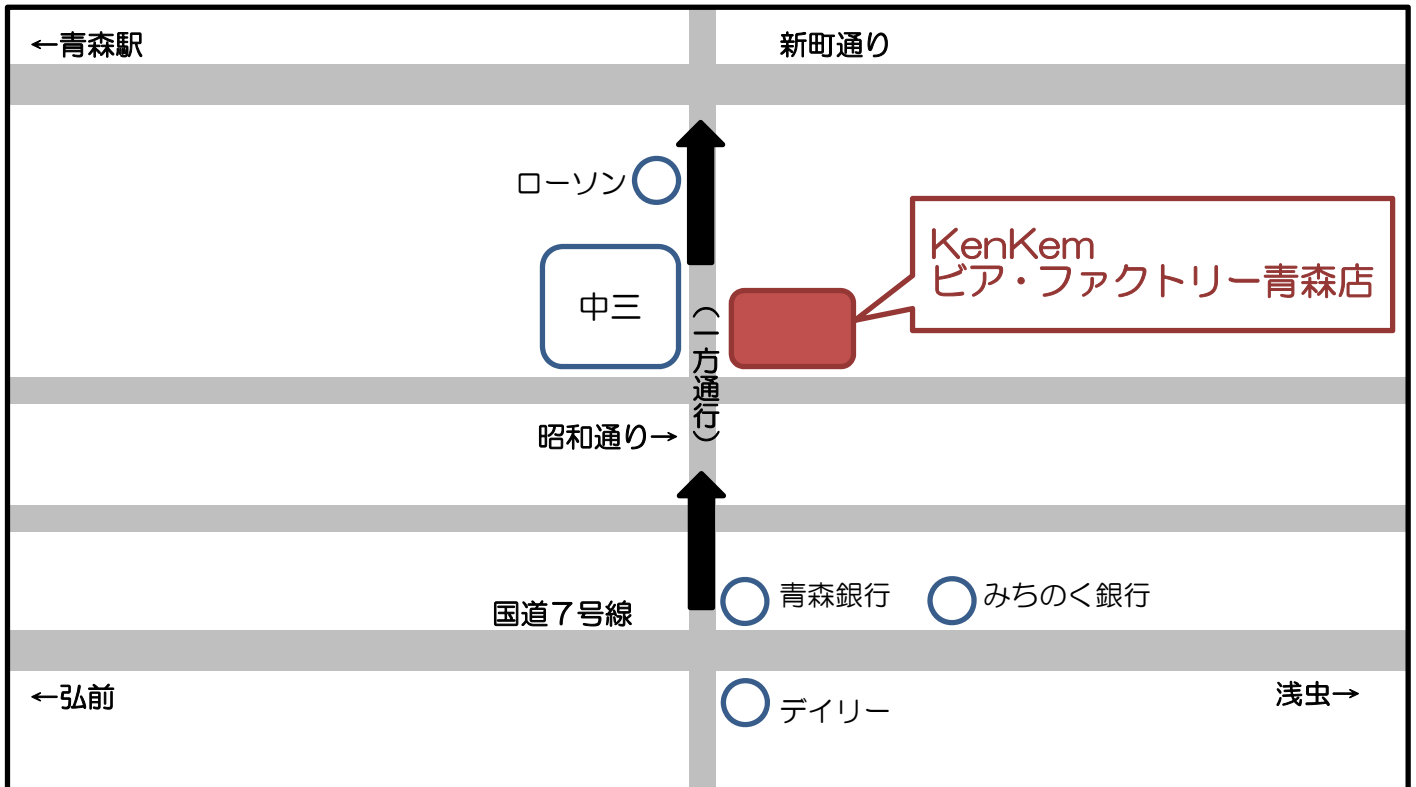 ←青森駅
新町通り
ローソン
KenKem
ビア・ファクトリー青森店
中三
（一方通行）
昭和通り→
青森銀行
みちのく銀行
国道７号線
←弘前
浅虫→
デイリー